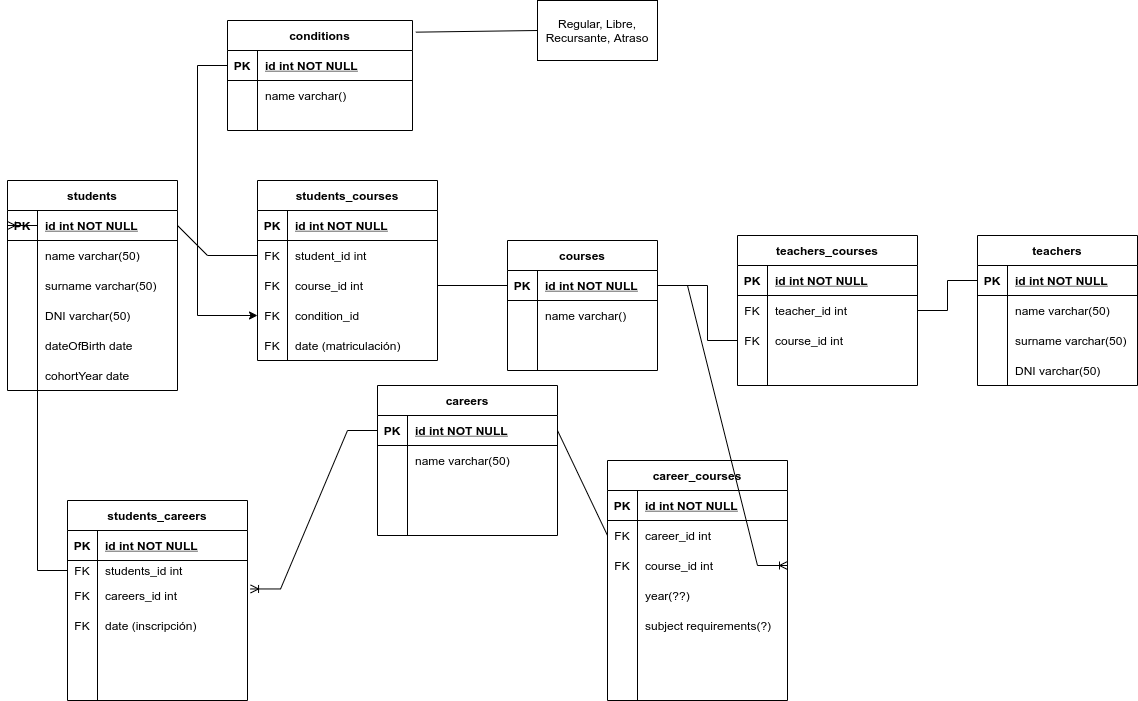 Regular, Libre,
Recursante, Atraso
conditions
PK id int NOT NULL
name varchar()
students
PK id int NOT NULL
name varchar(50)
surname varchar(50)
DNI varchar(50)
dateOfBirth date
cohortYear date
students_courses
PK id int NOT NULL
FK student_id int
FK course_id int
FK condition_id
FK date (matriculación)
courses
PK id int NOT NULL
name varchar()
teachers_courses
PK id int NOT NULL
FK teacher_id int
FK course_id int
teachers
PK id int NOT NULL
name varchar(50)
surname varchar(50)
DNI varchar(50)
careers
PK id int NOT NULL
name varchar(50)
career_courses
PK id int NOT NULL
FK career_id int
FK course_id int
year(??)
subject requirements(?)
students_careers
PK id int NOT NULL
FK students_id int
FK careers_id int
FK date (inscripción)